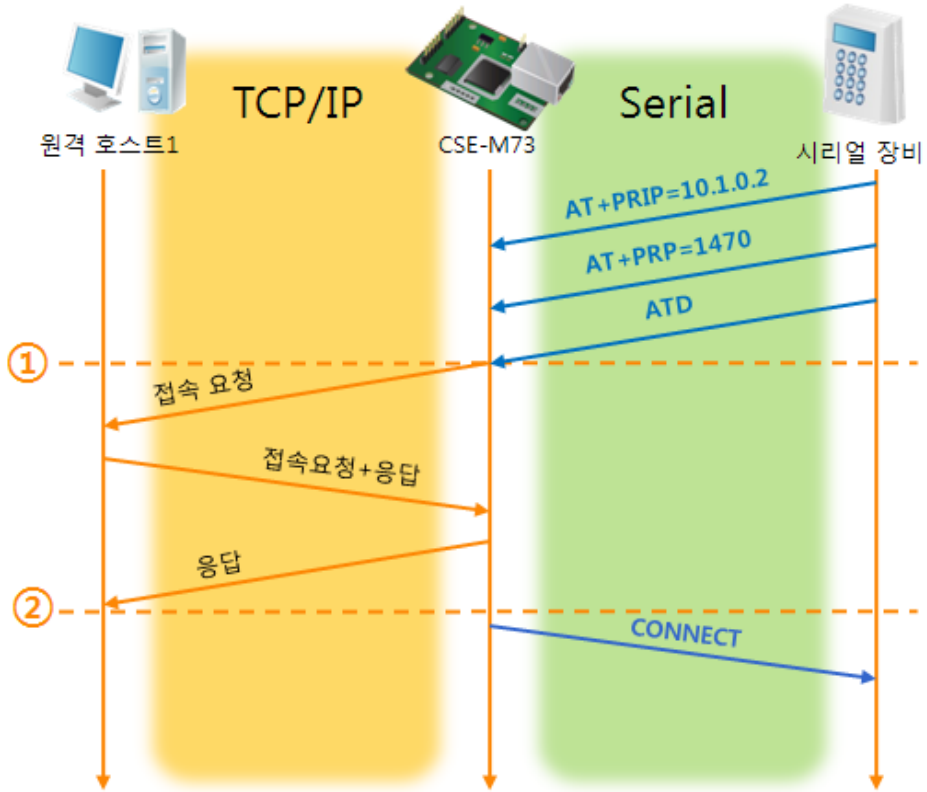 TCP/IP
Serial
원격 호스트1
CSE-M73
시리얼 장비
AT+PRIP=10.1.0.2
AT+PRP=1470
ATD
①
접속 요청
접속요청+응답
응답
②
CONNECT